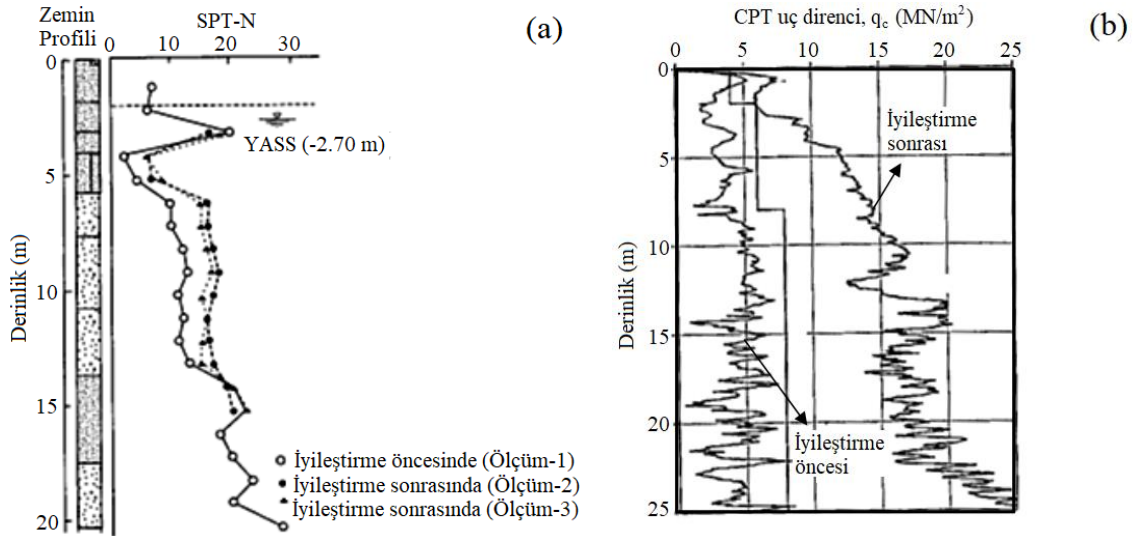 Zemin
Profili
SPT-N
0 10 20 30
(a)
0
5
10
15
20
Derinlik (m)
YASS (-2.70 m)
İyileştirme öncesinde (Ölçüm-1)
İyileştirme sonrasında (Ölçüm-2)
İyileştirme sonrasında (Ölçüm-3)
CPT uç direnci, qc (MN/m²)
(b)
0 5 10 15 20 25
0
5
10
15
20
25
Derinlik (m)
İyileştirme
sonrası
İyileştirme
öncesi